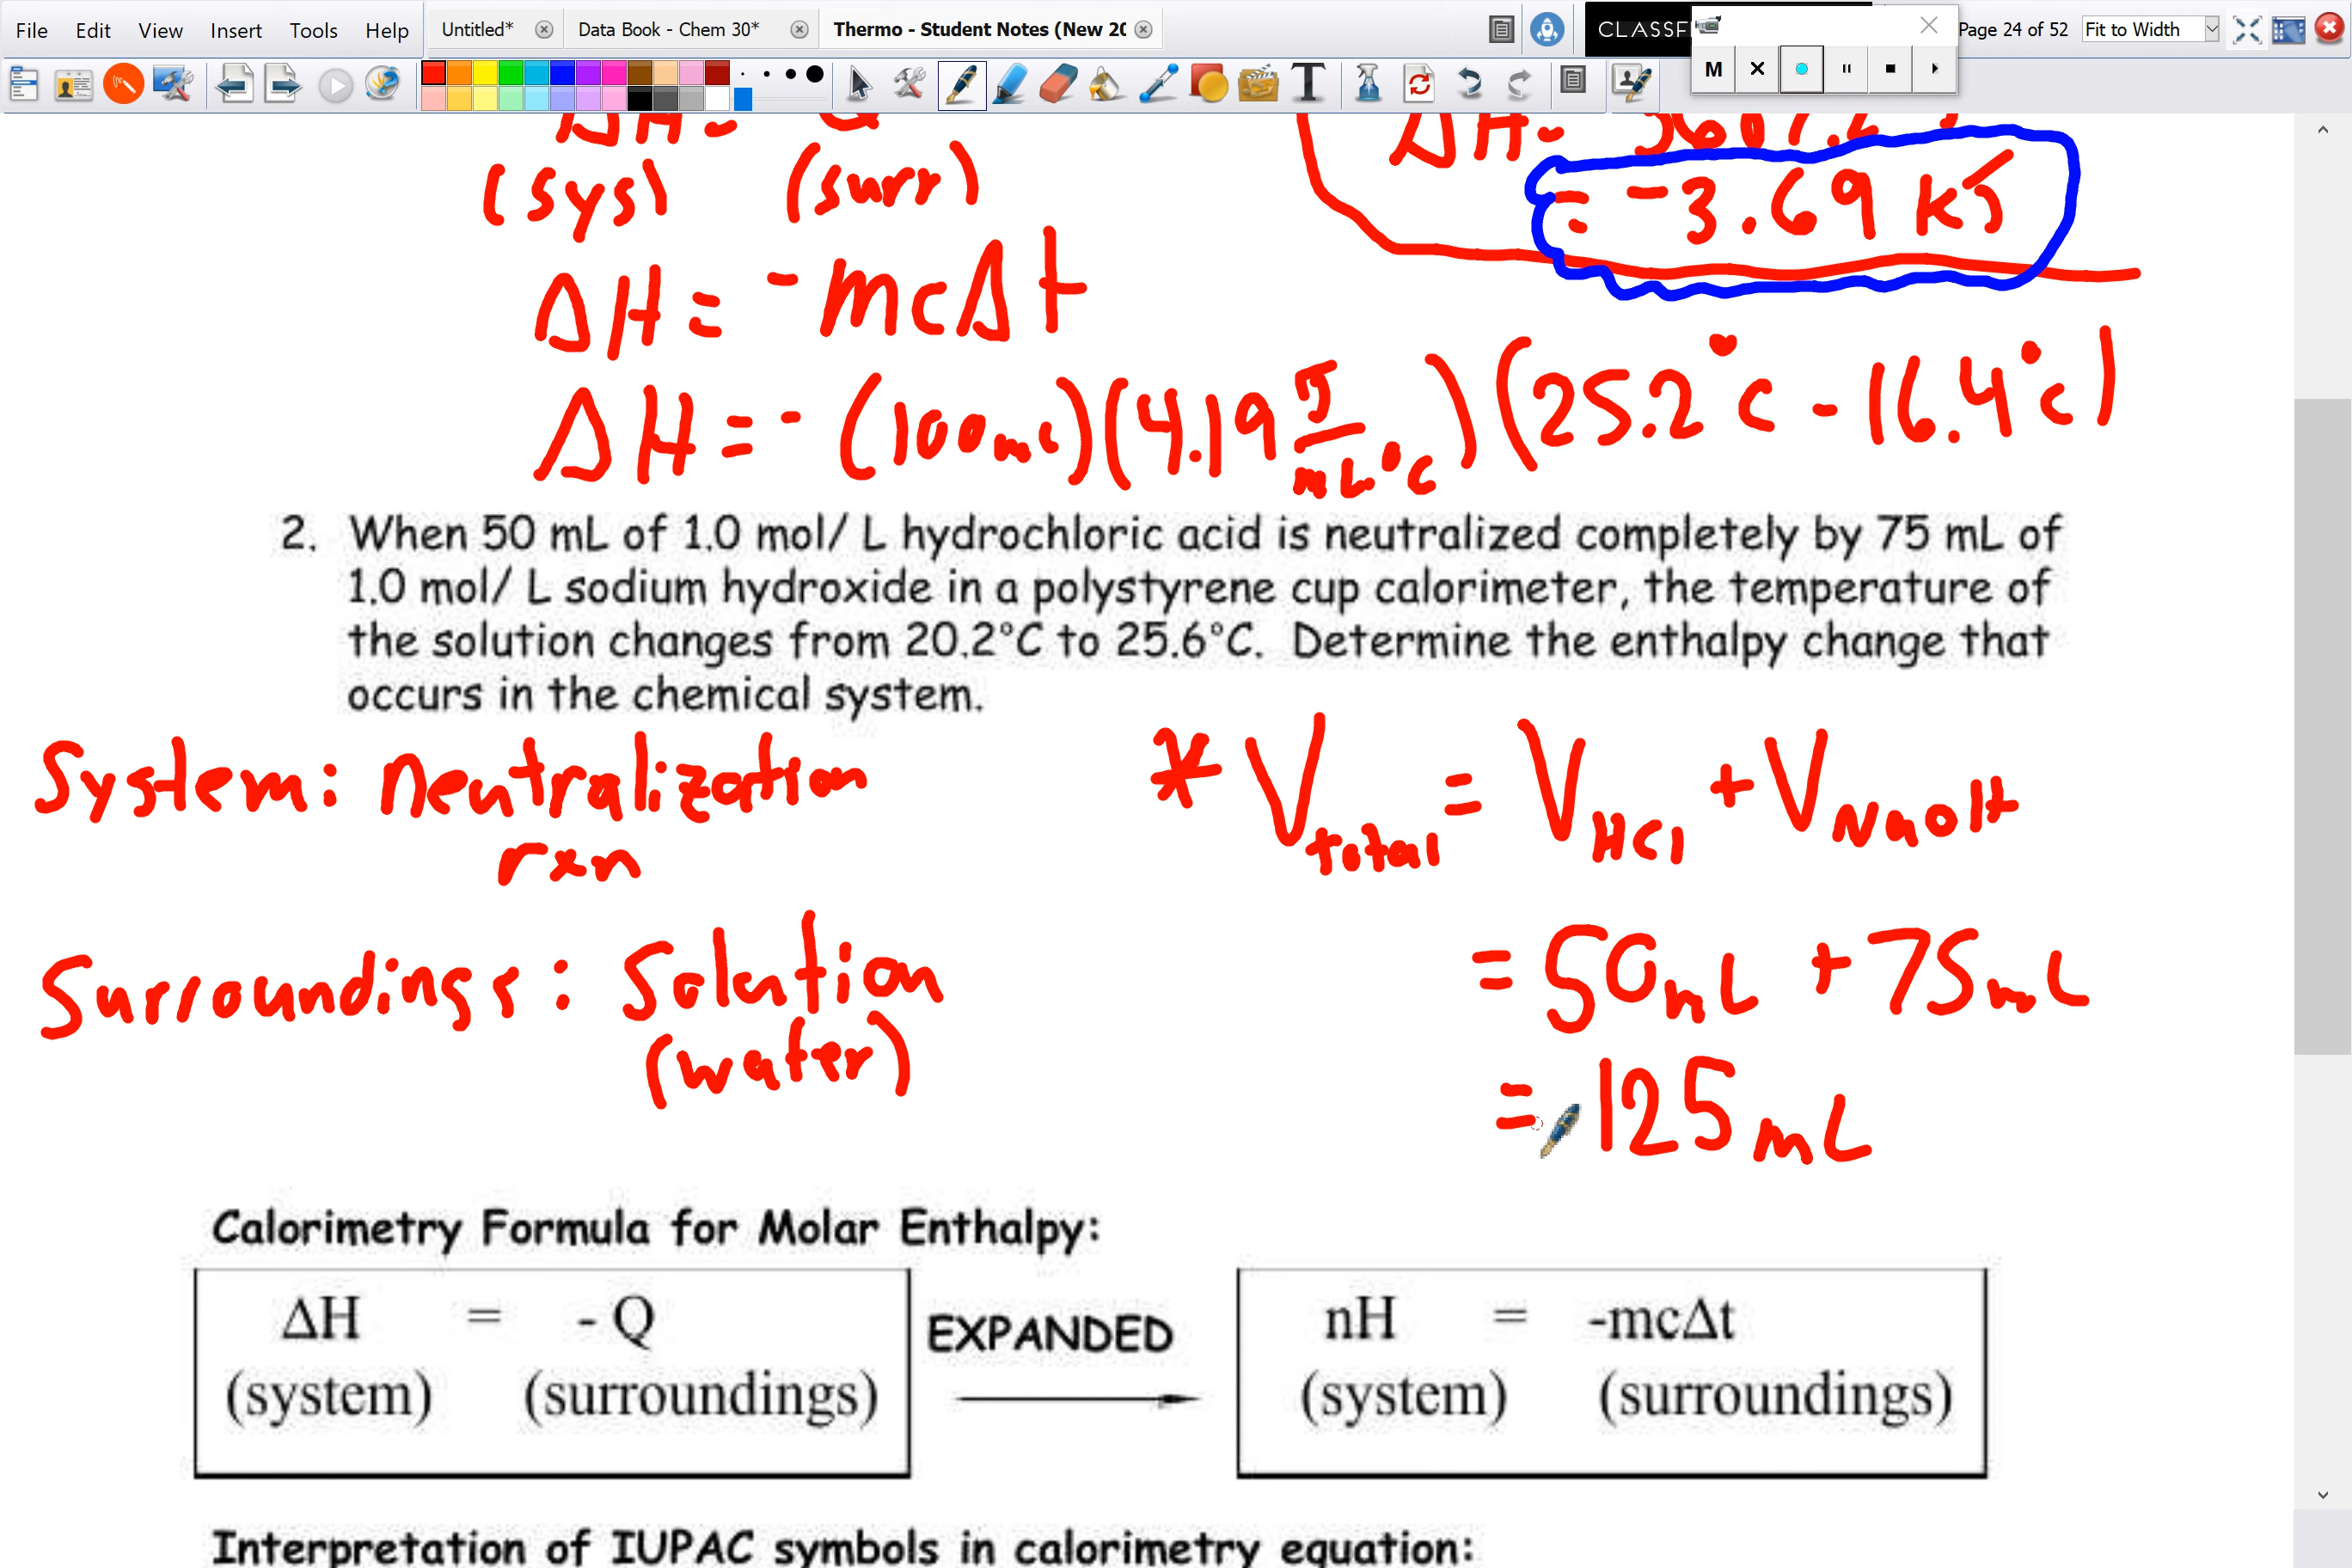 File Edit View Insert Tools Help Untitled* Data Book - Chem 30* Thermo - Student Notes (New 20 CLASSF Page 24 of 52 Fit to Width
M
T
ΔH=
(sys) (surr)
= -3.69 kJ
ΔH = -mcΔt
ΔH = - (100mL)(4.19 J/mL·°C)(25.2°C - 16.4°C)
2. When 50 mL of 1.0 mol/ L hydrochloric acid is neutralized completely by 75 mL of
1.0 mol/ L sodium hydroxide in a polystyrene cup calorimeter, the temperature of
the solution changes from 20.2°C to 25.6°C. Determine the enthalpy change that
occurs in the chemical system.
System: neutralization
rxn
* Vtotal = VHCl + VNaOH
Surroundings: Solution
(water)
= 50mL + 75mL
= 125mL
Calorimetry Formula for Molar Enthalpy:
ΔH = - Q
(system) (surroundings)
EXPANDED
nH = -mcΔt
(system) (surroundings)
Interpretation of IUPAC symbols in calorimetry equation: